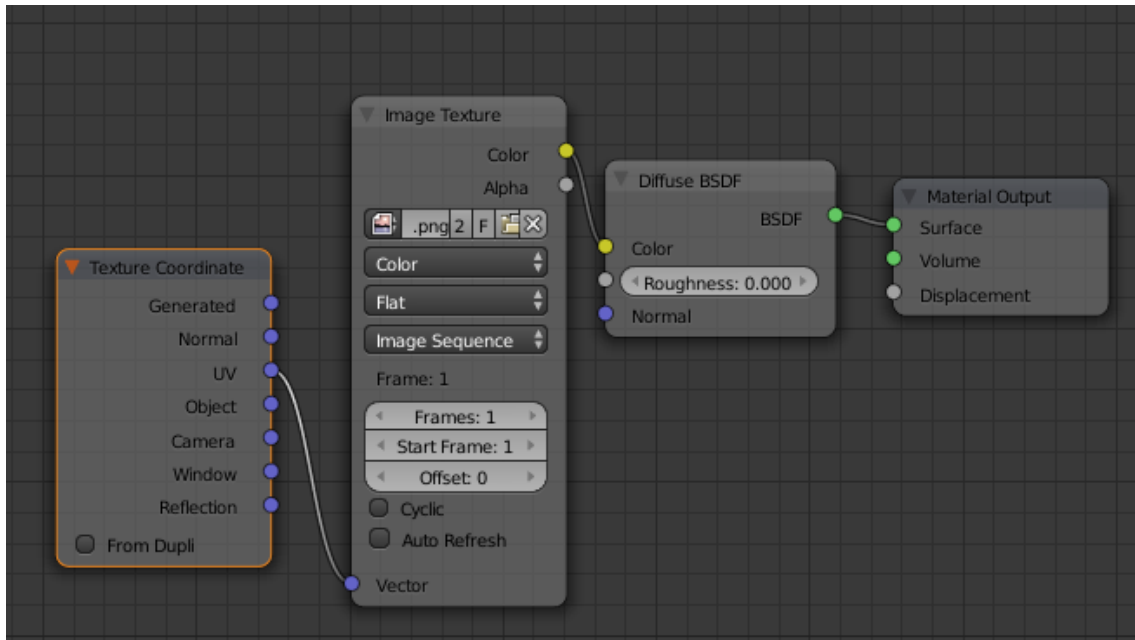 Texture Coordinate
Generated
Normal
UV
Object
Camera
Window
Reflection
From Dupli
Image Texture
Color
Alpha
.png 2 F
Color
Flat
Image Sequence
Frame: 1
Frames: 1
Start Frame: 1
Offset: 0
Cyclic
Auto Refresh
Vector
Diffuse BSDF
BSDF
Color
Roughness: 0.000
Normal
Material Output
Surface
Volume
Displacement